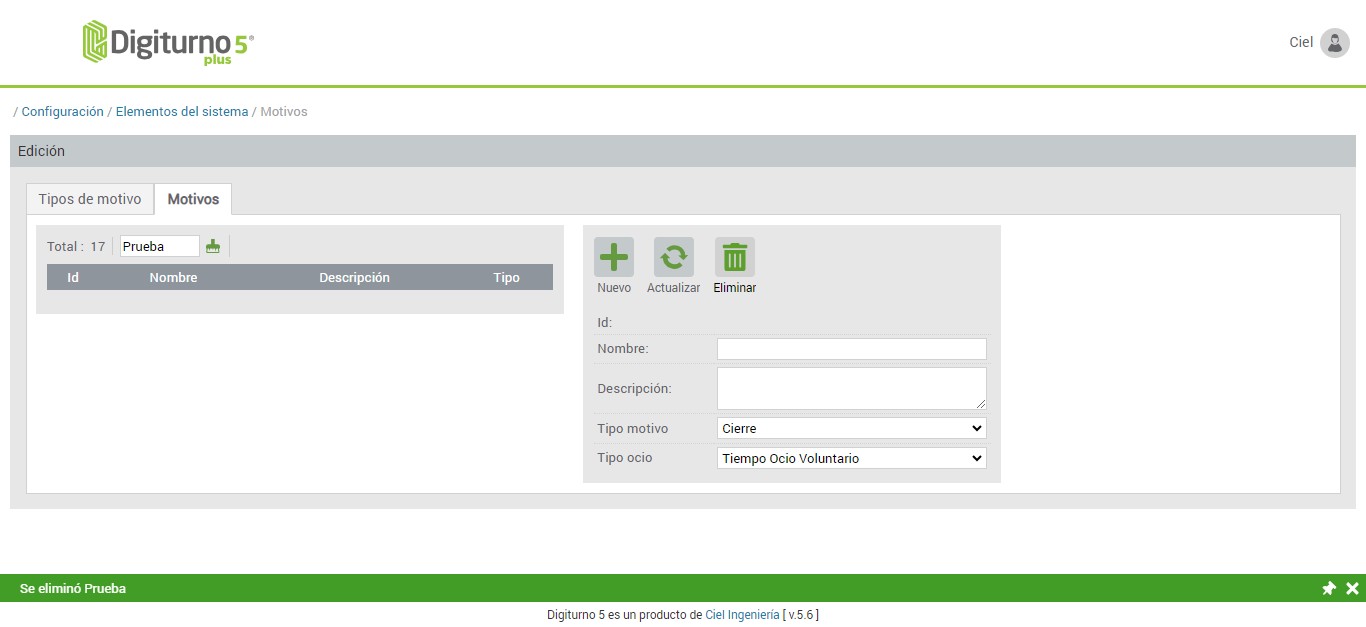 Digiturno 5®
plus
Ciel
/ Configuración / Elementos del sistema / Motivos
Edición
Tipos de motivo Motivos
Total : 17 Prueba
Id Nombre Descripción Tipo
Nuevo Actualizar Eliminar
Id:
Nombre:
Descripción:
Tipo motivo Cierre
Tipo ocio Tiempo Ocio Voluntario
Se eliminó Prueba
Digiturno 5 es un producto de Ciel Ingeniería [ v.5.6 ]